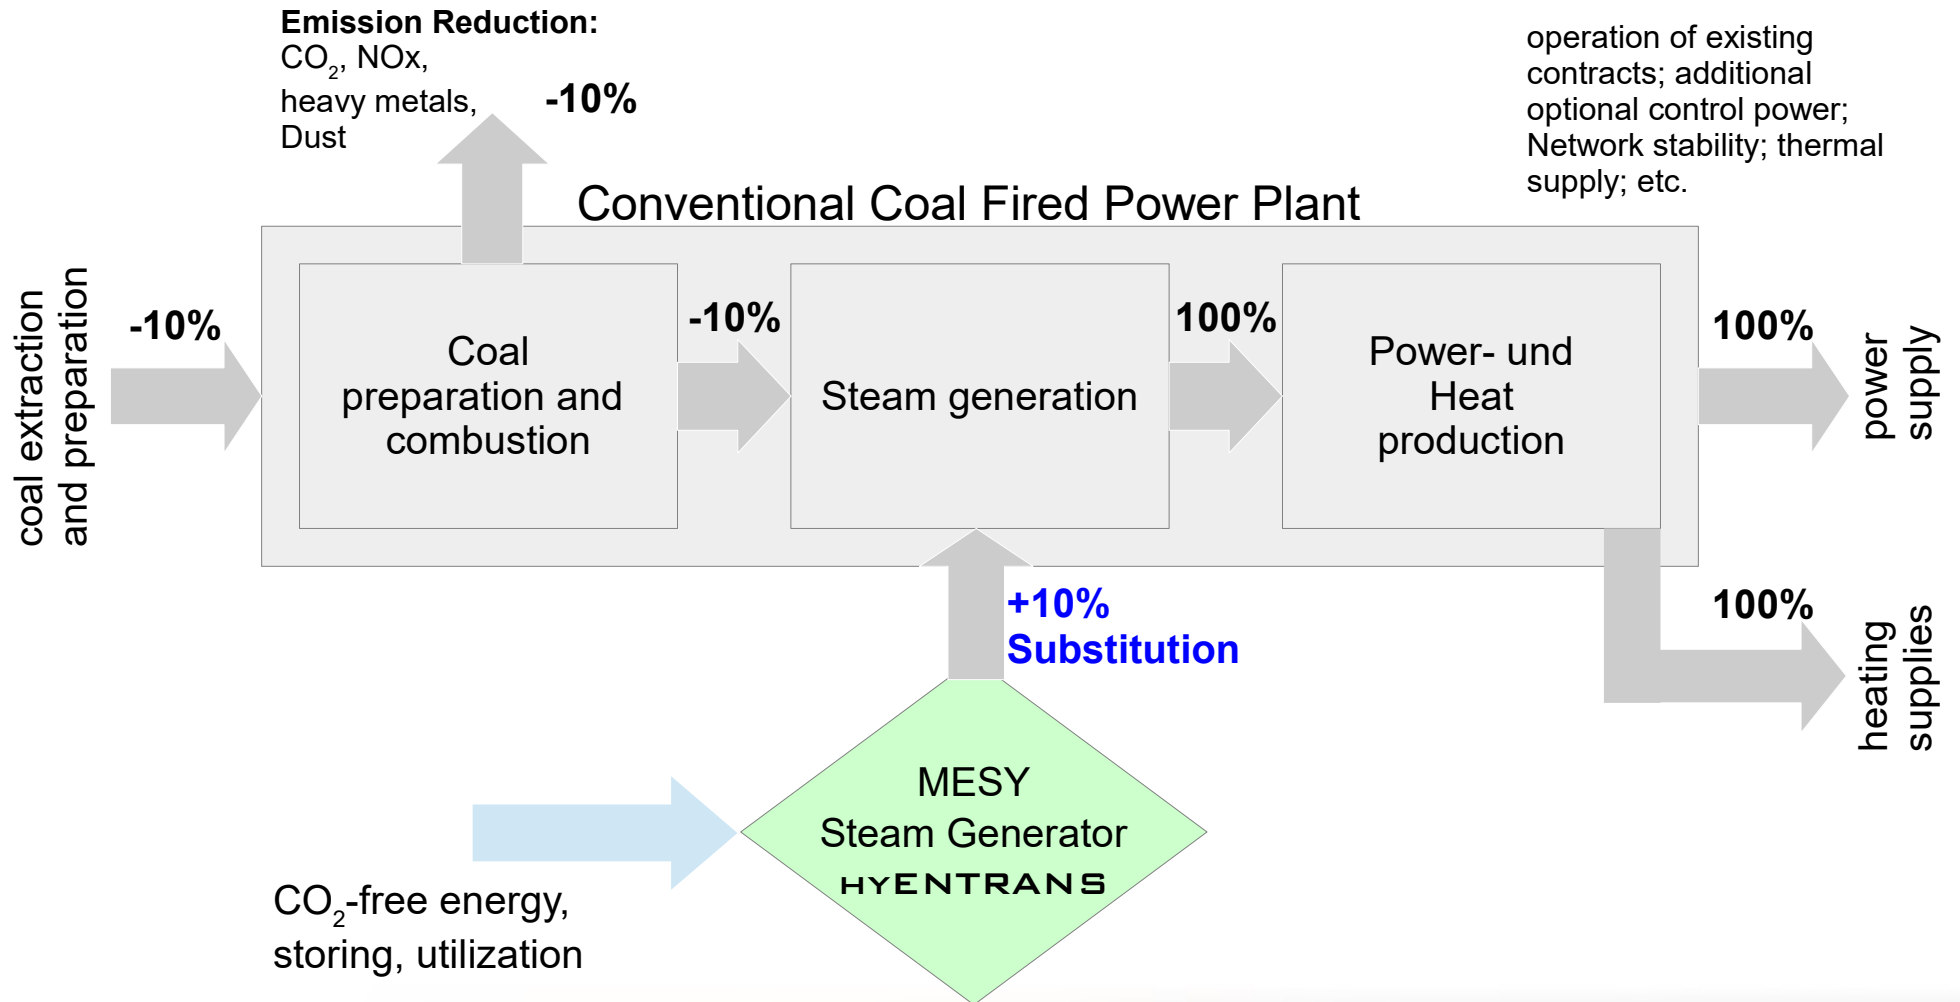 Emission Reduction:
CO2, NOx,
heavy metals,
Dust
-10%
operation of existing
contracts; additional
optional control power;
Network stability; thermal
supply; etc.
Conventional Coal Fired Power Plant
coal extraction
and preparation
-10%
Coal
preparation and
combustion
-10%
Steam generation
100%
Power- und
Heat
production
100%
power
supply
+10%
Substitution
100%
heating
supplies
MESY
Steam Generator
HYENTRANS
CO2-free energy,
storing, utilization